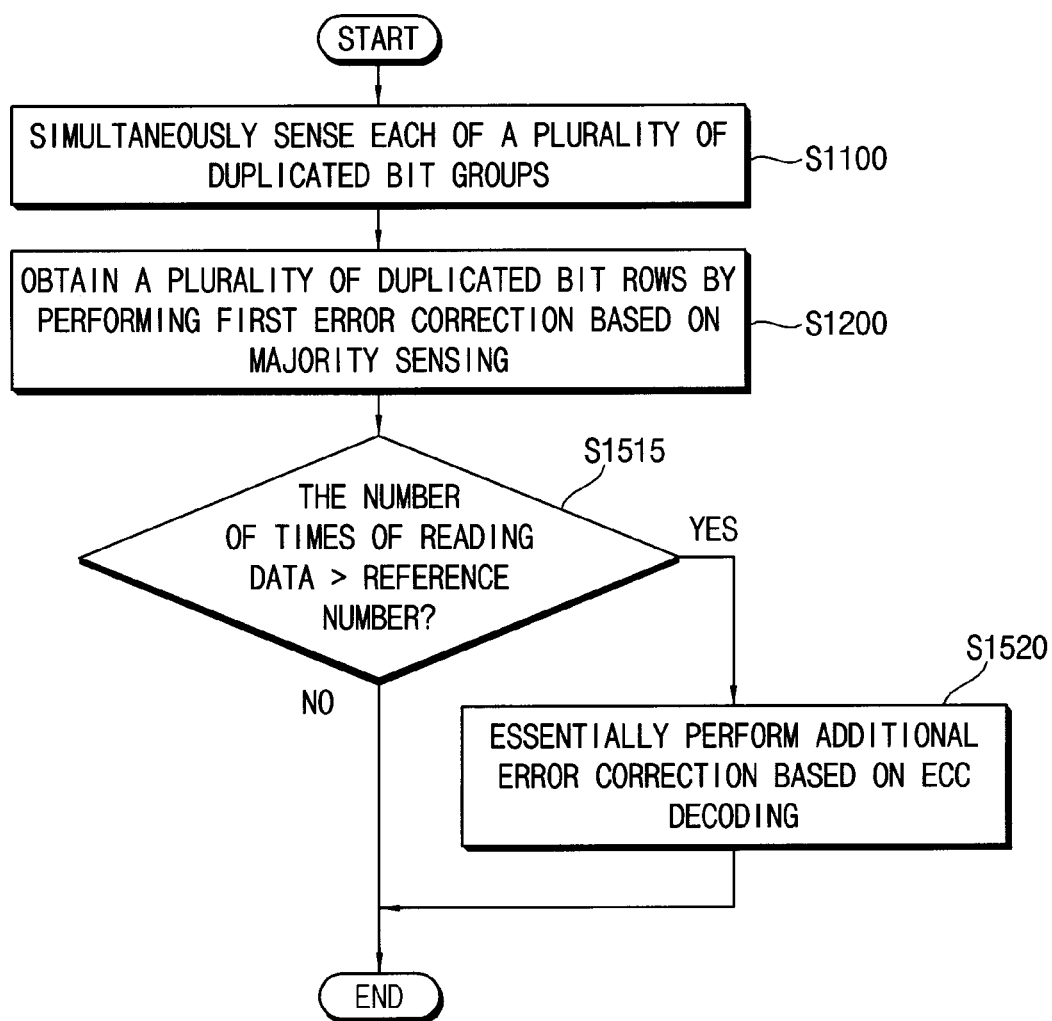 START
SIMULTANEOUSLY SENSE EACH OF A PLURALITY OF
DUPLICATED BIT GROUPS
S1100
OBTAIN A PLURALITY OF DUPLICATED BIT ROWS BY
PERFORMING FIRST ERROR CORRECTION BASED ON
MAJORITY SENSING
S1200
S1515
THE NUMBER
OF TIMES OF READING
DATA > REFERENCE
NUMBER?
YES
NO
S1520
ESSENTIALLY PERFORM ADDITIONAL
ERROR CORRECTION BASED ON ECC
DECODING
END